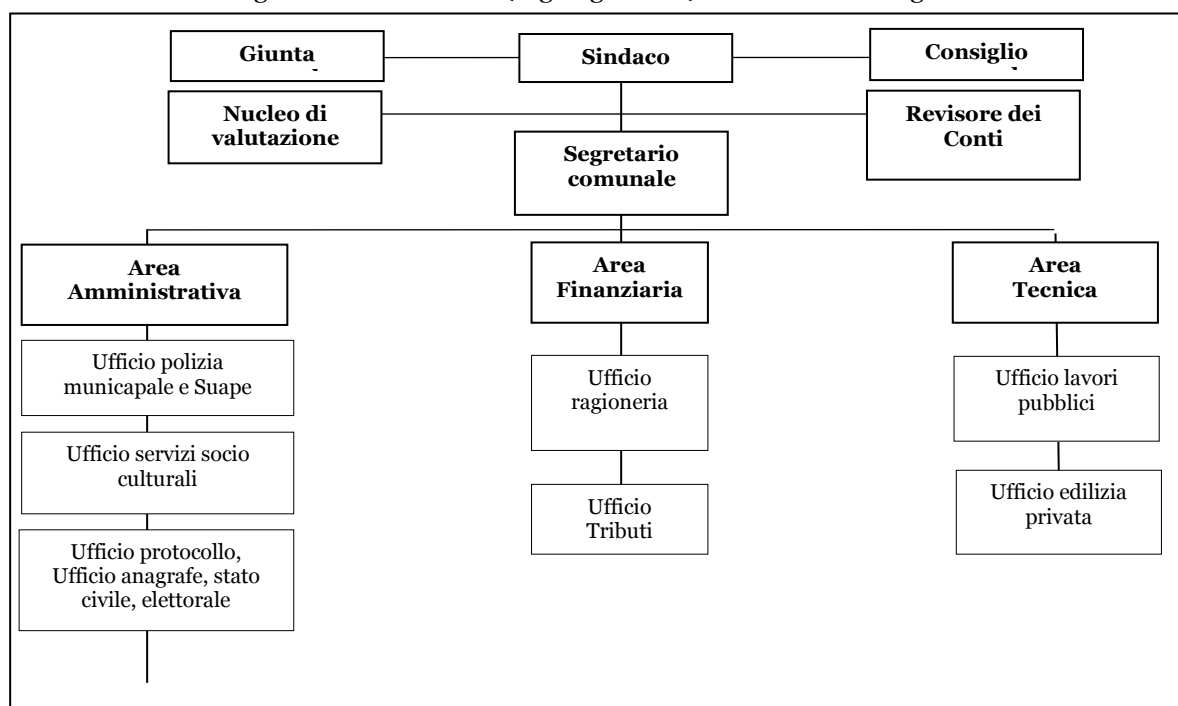 Giunta
Sindaco
Consiglio
Nucleo di
valutazione
Revisore dei
Conti
Segretario
comunale
Area
Amministrativa
Area
Finanziaria
Area
Tecnica
Ufficio polizia
municapale e Suape
Ufficio ragioneria
Ufficio lavori
pubblici
Ufficio servizi socio
culturali
Ufficio
Tributi
Ufficio edilizia
privata
Ufficio protocollo,
Ufficio anagrafe, stato
civile, elettorale